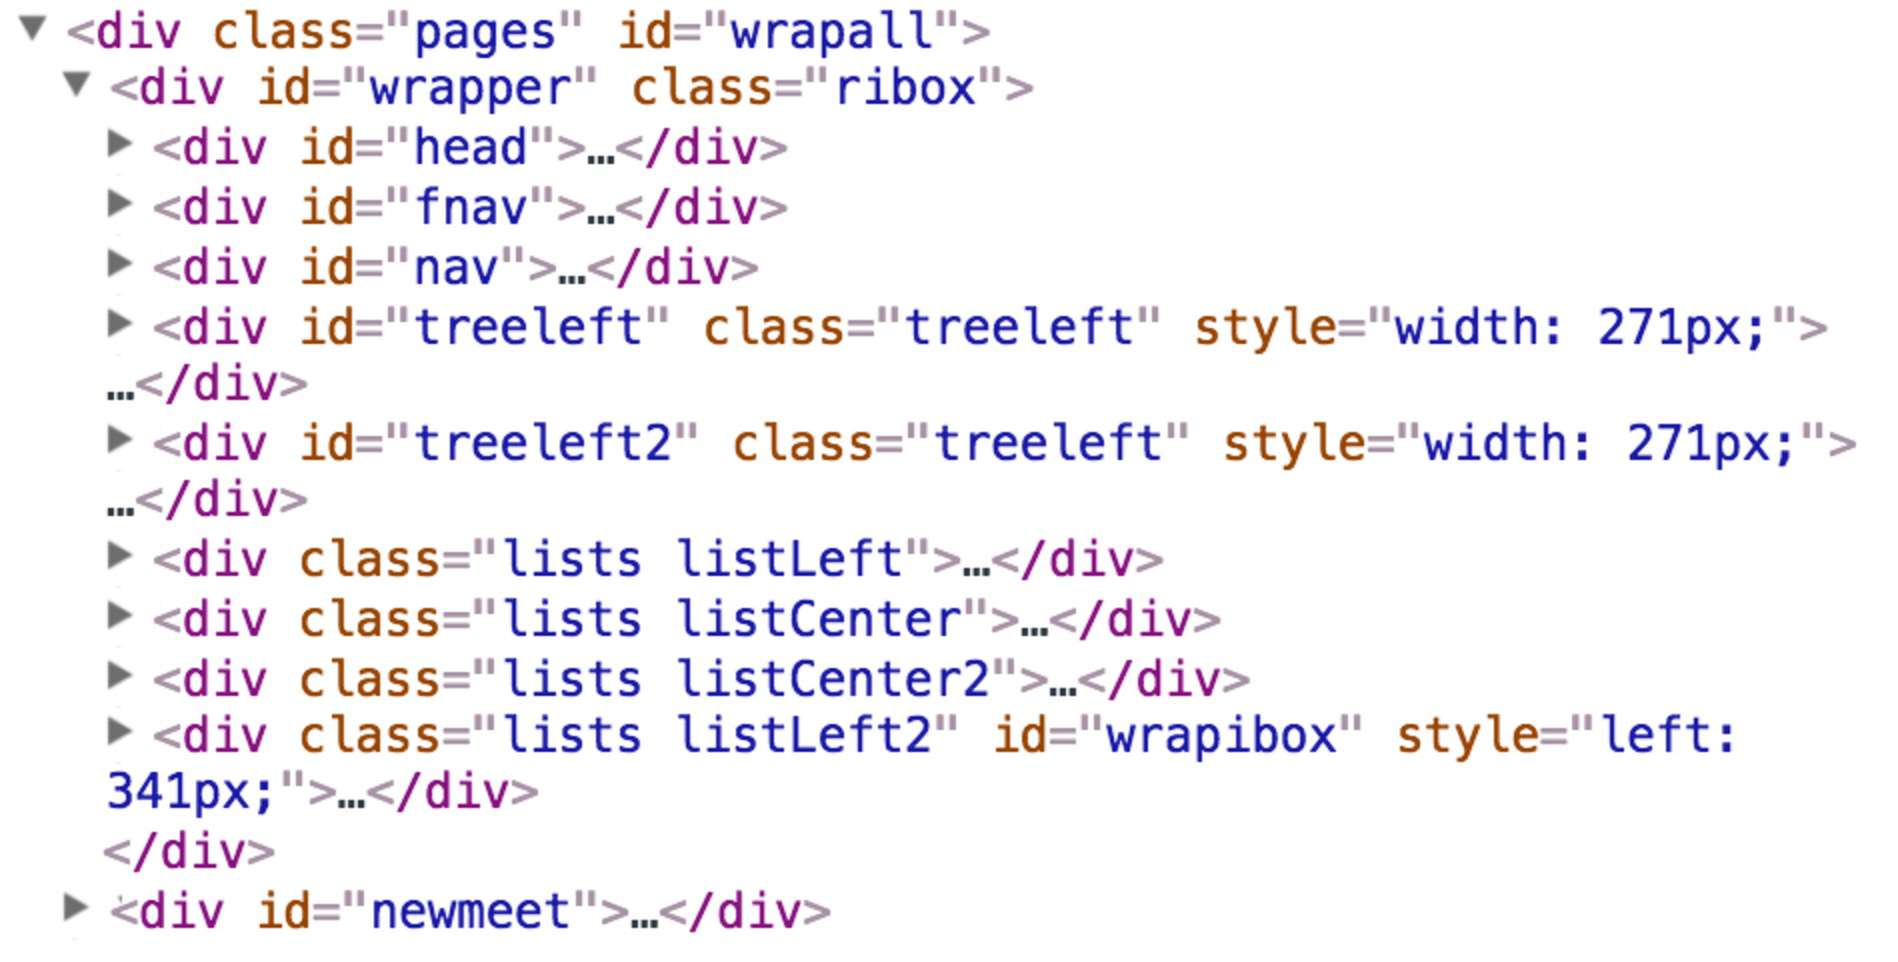 <div class="pages" id="wrapall">
<div id="wrapper" class="ribox">
<div id="head">…</div>
<div id="fnav">…</div>
<div id="nav">…</div>
<div id="treeleft" class="treeleft" style="width: 271px;">
…</div>
<div id="treeleft2" class="treeleft" style="width: 271px;">
…</div>
<div class="lists listLeft">…</div>
<div class="lists listCenter">…</div>
<div class="lists listCenter2">…</div>
<div class="lists listLeft2" id="wrapibox" style="left:
341px;">…</div>
</div>
<div id="newmeet">…</div>